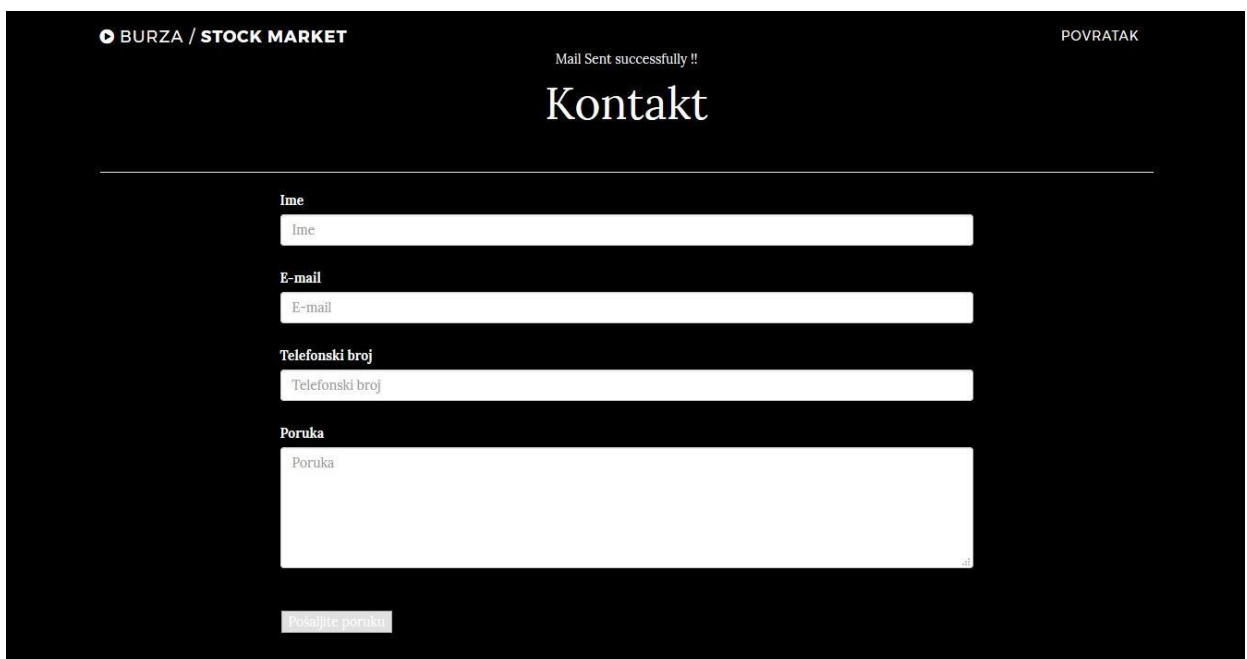 BURZA / STOCK MARKET
POVRATAK
Mail Sent successfully !!
Kontakt
Ime
Ime
E-mail
E-mail
Telefonski broj
Telefonski broj
Poruka
Poruka
Pošaljite poruku